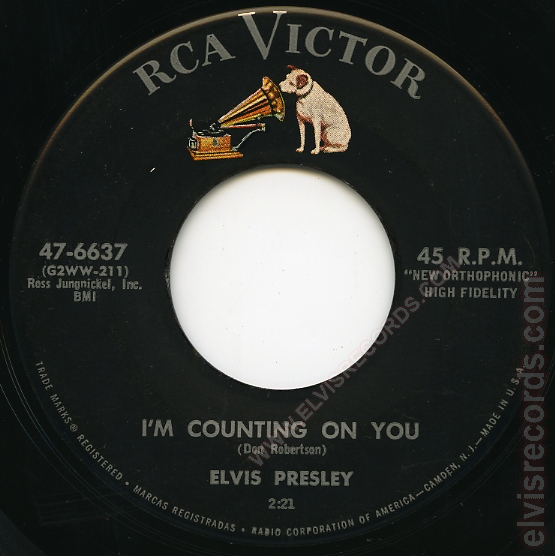 RCA VICTOR
47-6637
(G2WW-211)
Ross Jungnickel, Inc.
BMI
45 R.P.M.
"NEW ORTHOPHONIC"
HIGH FIDELITY
I'M COUNTING ON YOU
(Don Robertson)
ELVIS PRESLEY
2:21
TRADE MARKS ® REGISTERED • MARCAS REGISTRADAS • RADIO CORPORATION OF AMERICA—CAMDEN, N. J.—MADE IN U.S.A.
WWW.ELVISRECORDS.COM
elvisrecords.com